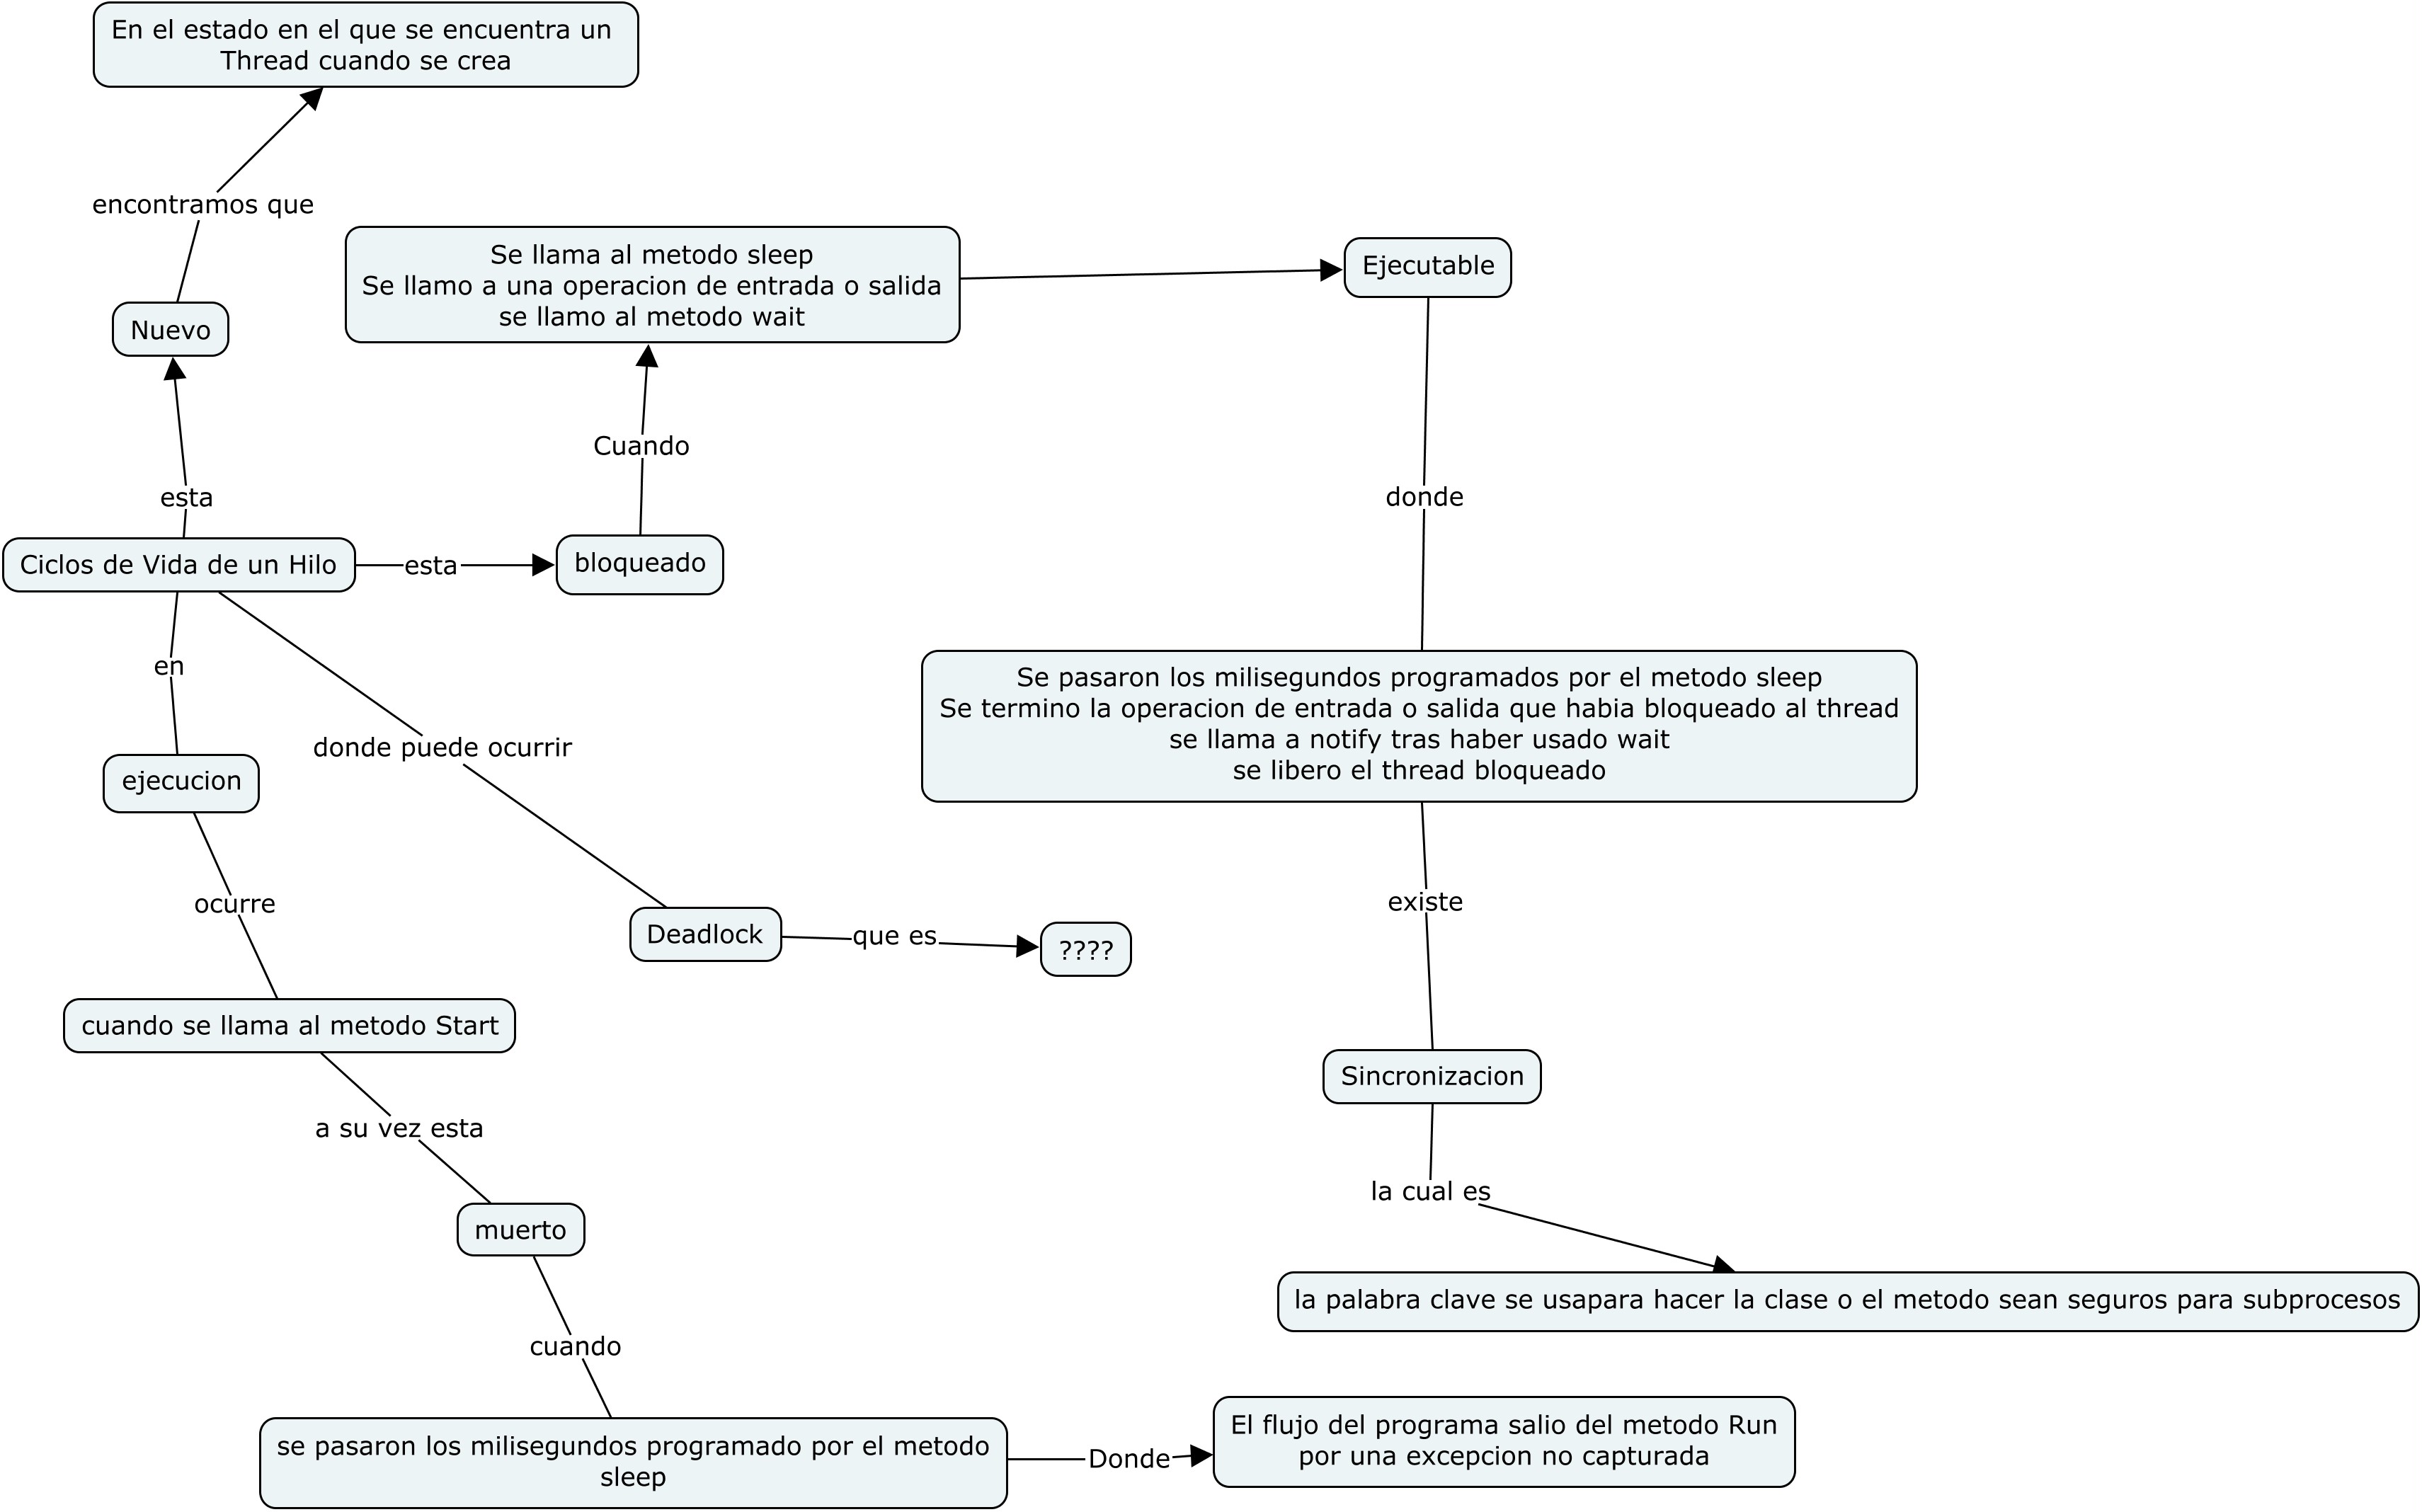 En el estado en el que se encuentra un
Thread cuando se crea
encontramos que
Se llama al metodo sleep
Se llamo a una operacion de entrada o salida
se llamo al metodo wait
Ejecutable
Nuevo
Cuando
esta
donde
Ciclos de Vida de un Hilo
esta
bloqueado
en
Se pasaron los milisegundos programados por el metodo sleep
Se termino la operacion de entrada o salida que habia bloqueado al thread
se llama a notify tras haber usado wait
se libero el thread bloqueado
donde puede ocurrir
ejecucion
ocurre
existe
Deadlock
que es
????
cuando se llama al metodo Start
Sincronizacion
a su vez esta
la cual es
muerto
la palabra clave se usapara hacer la clase o el metodo sean seguros para subprocesos
cuando
se pasaron los milisegundos programado por el metodo
sleep
Donde
El flujo del programa salio del metodo Run
por una excepcion no capturada